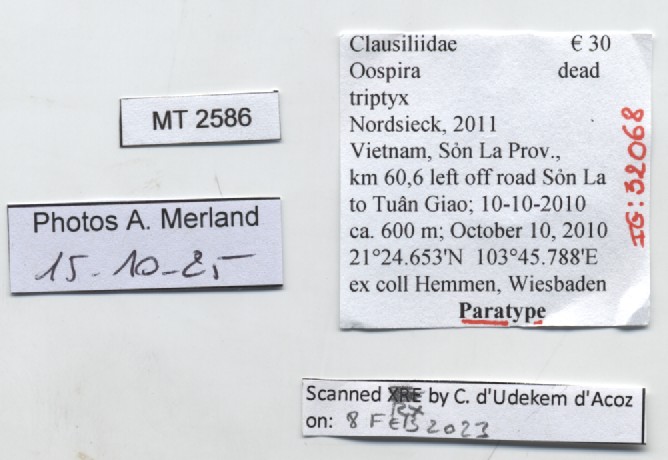 MT 2586
Photos A. Merland
15-10-25
Clausiliidae € 30
Oospira dead
triptyx
Nordsieck, 2011
Vietnam, Sỏn La Prov.,
km 60,6 left off road Sỏn La
to Tuân Giao; 10-10-2010
ca. 600 m; October 10, 2010
21°24.653'N 103°45.788'E
ex coll Hemmen, Wiesbaden
Paratype
IG: 32068
Scanned XRE by C. d'Udekem d'Acoz
RX
on: 8 FEB 2023